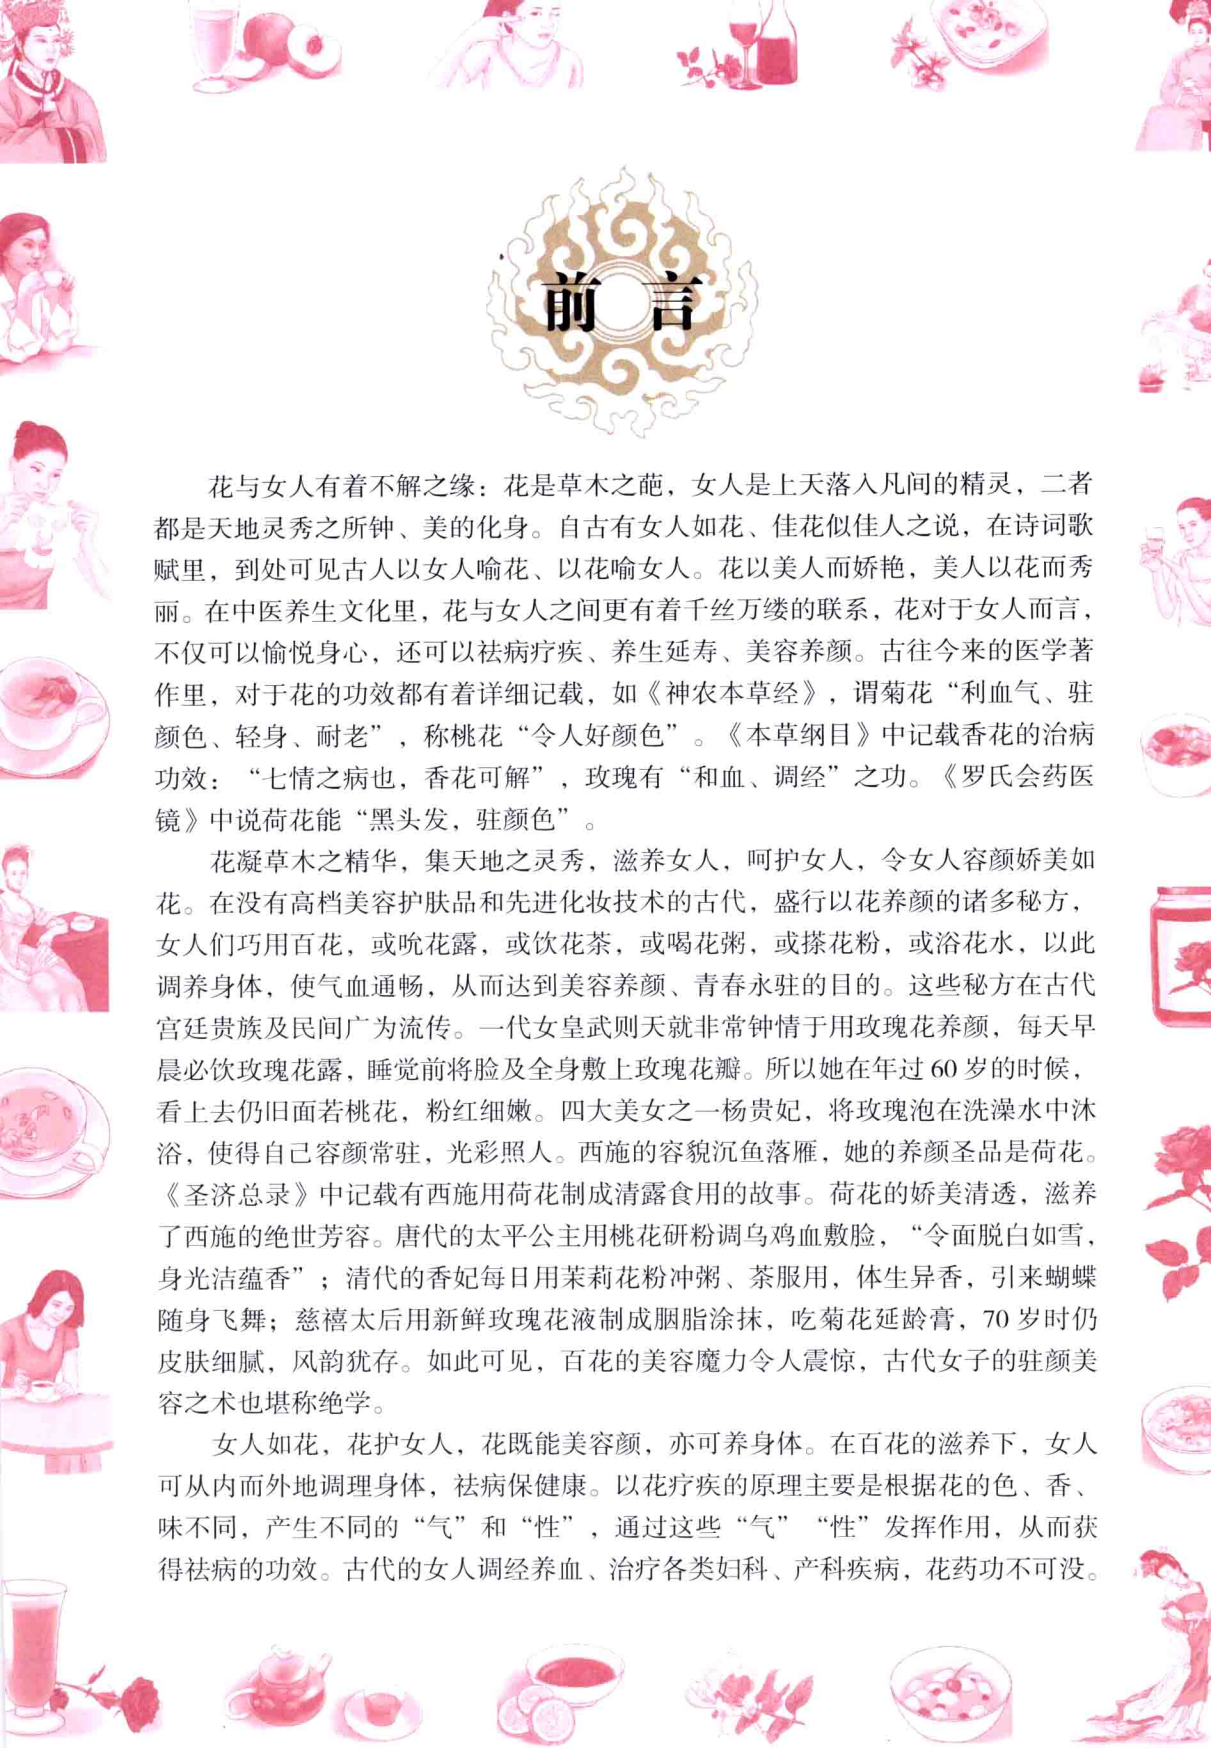 前言
花与女人有着不解之缘：花是草木之葩，女人是上天落入凡间的精灵，二者
都是天地灵秀之所钟、美的化身。自古有女人如花、佳花似佳人之说，在诗词歌
赋里，到处可见古人以女人喻花、以花喻女人。花以美人而娇艳，美人以花而秀
丽。在中医养生文化里，花与女人之间更有着千丝万缕的联系，花对于女人而言，
不仅可以愉悦身心，还可以祛病疗疾、养生延寿、美容养颜。古往今来的医学著
作里，对于花的功效都有着详细记载，如《神农本草经》，谓菊花“利血气、驻
颜色、轻身、耐老”，称桃花“令人好颜色”。《本草纲目》中记载香花的治病
功效：“七情之病也，香花可解”，玫瑰有“和血、调经”之功。《罗氏会药医
镜》中说荷花能“黑头发，驻颜色”。
花凝草木之精华，集天地之灵秀，滋养女人，呵护女人，令女人容颜娇美如
花。在没有高档美容护肤品和先进化妆技术的古代，盛行以花养颜的诸多秘方，
女人们巧用百花，或吮花露，或饮花茶，或喝花粥，或搽花粉，或浴花水，以此
调养身体，使气血通畅，从而达到美容养颜、青春永驻的目的。这些秘方在古代
宫廷贵族及民间广为流传。一代女皇武则天就非常钟情于用玫瑰花养颜，每天早
晨必饮玫瑰花露，睡觉前将脸及全身敷上玫瑰花瓣。所以她在年过60岁的时候，
看上去仍旧面若桃花，粉红细嫩。四大美女之一杨贵妃，将玫瑰泡在洗澡水中沐
浴，使得自己容颜常驻，光彩照人。西施的容貌沉鱼落雁，她的养颜圣品是荷花。
《圣济总录》中记载有西施用荷花制成清露食用的故事。荷花的娇美清透，滋养
了西施的绝世芳容。唐代的太平公主用桃花研粉调乌鸡血敷脸，“令面脱白如雪，
身光洁蕴香”；清代的香妃每日用茉莉花粉冲粥、茶服用，体生异香，引来蝴蝶
随身飞舞；慈禧太后用新鲜玫瑰花液制成胭脂涂抹，吃菊花延龄膏，70岁时仍
皮肤细腻，风韵犹存。如此可见，百花的美容魔力令人震惊，古代女子的驻颜美
容之术也堪称绝学。
女人如花，花护女人，花既能美容颜，亦可养身体。在百花的滋养下，女人
可从内而外地调理身体，祛病保健康。以花疗疾的原理主要是根据花的色、香、
味不同，产生不同的“气”和“性”，通过这些“气”“性”发挥作用，从而获
得祛病的功效。古代的女人调经养血、治疗各类妇科、产科疾病，花药功不可没。